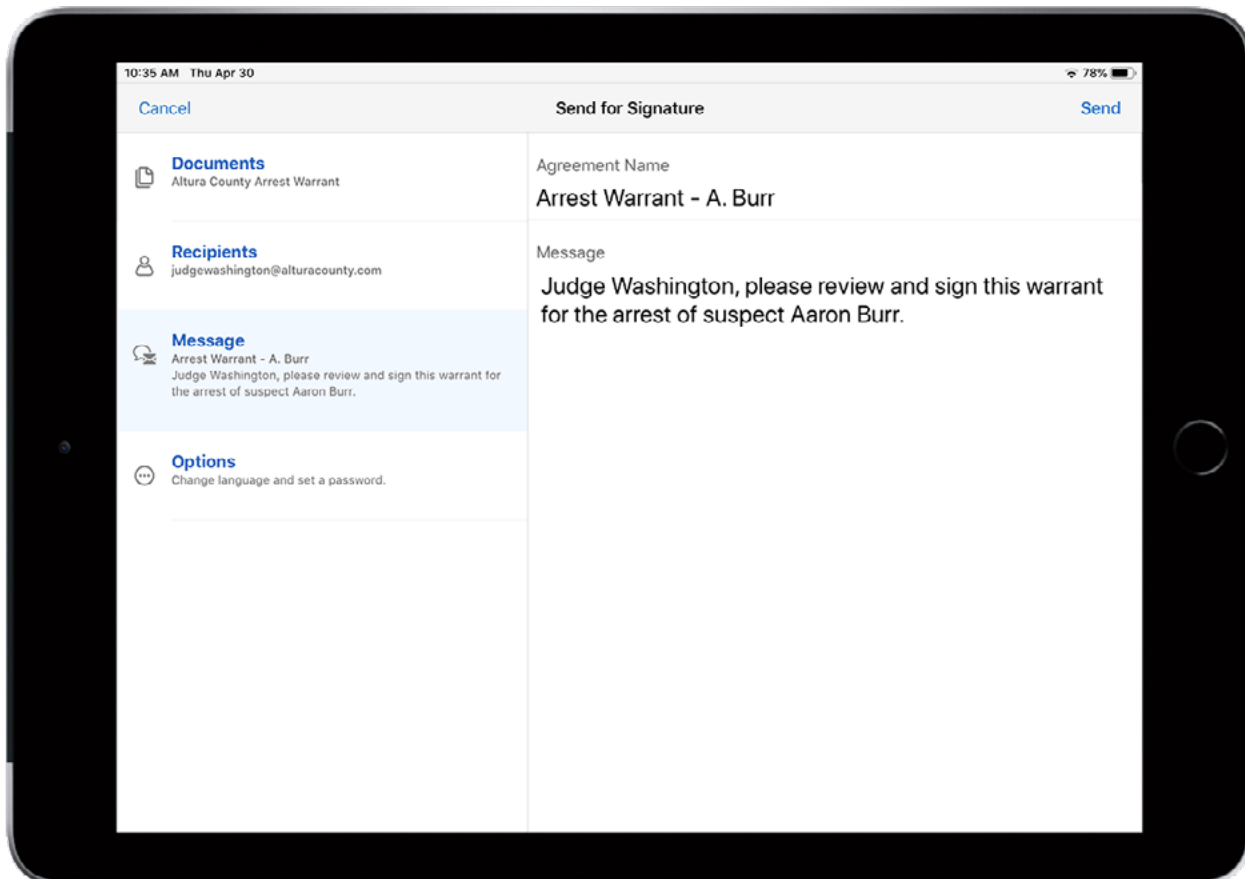 10:35 AM Thu Apr 30
78%
Cancel
Send for Signature
Send
Documents
Altura County Arrest Warrant
Recipients
judgewashington@alturacounty.com
Message
Arrest Warrant - A. Burr
Judge Washington, please review and sign this warrant for
the arrest of suspect Aaron Burr.
Options
Change language and set a password.
Agreement Name
Arrest Warrant - A. Burr
Message
Judge Washington, please review and sign this warrant
for the arrest of suspect Aaron Burr.